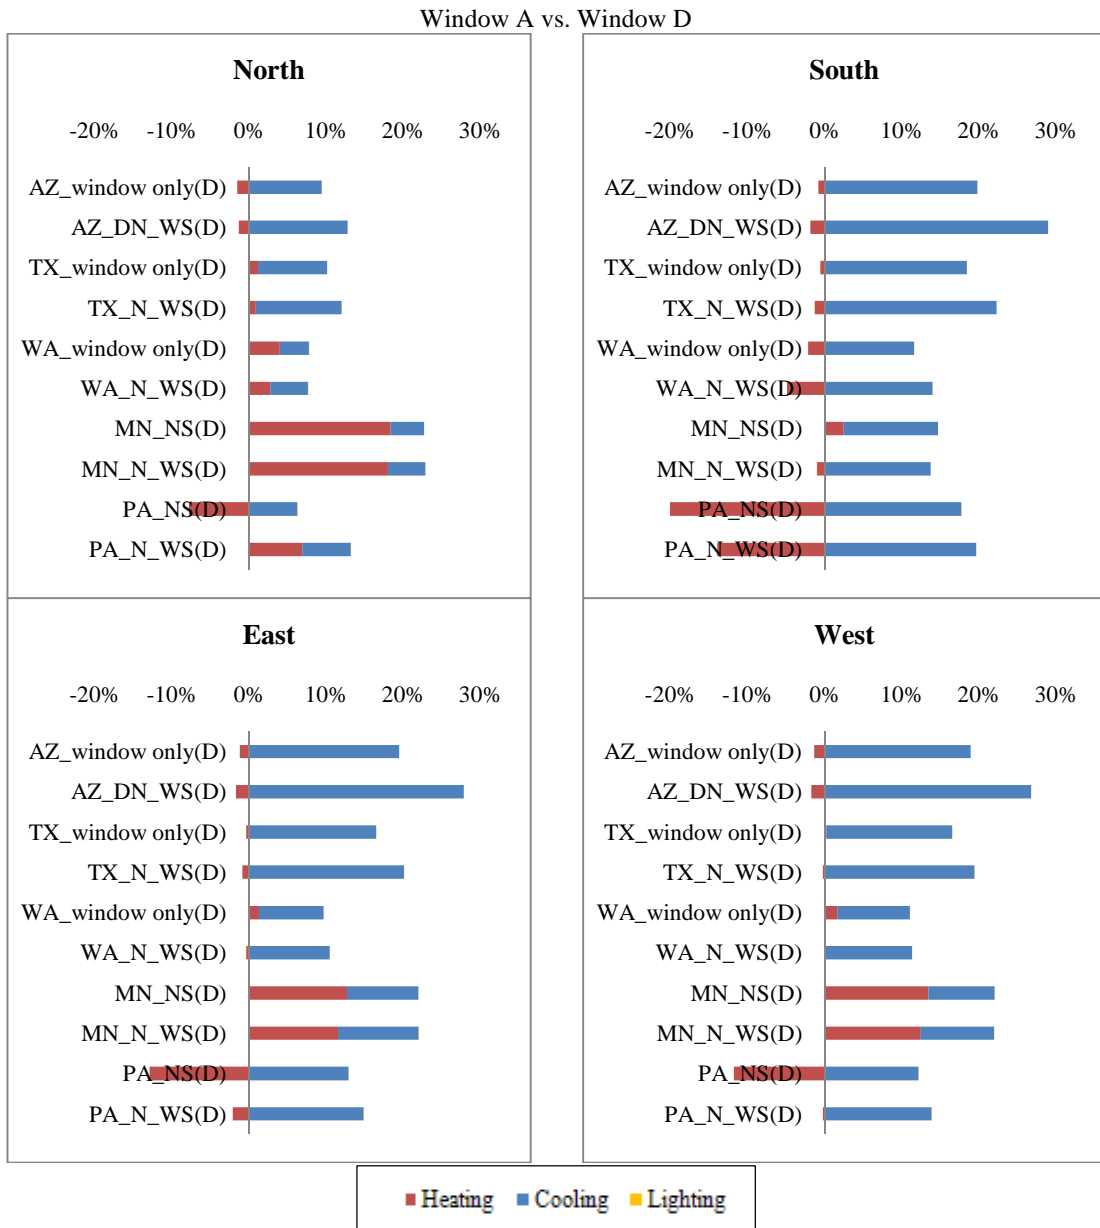 Window A vs. Window D
North
-20% -10% 0% 10% 20% 30%
AZ_window only(D)
AZ_DN_WS(D)
TX_window only(D)
TX_N_WS(D)
WA_window only(D)
WA_N_WS(D)
MN_NS(D)
MN_N_WS(D)
PA_NS(D)
PA_N_WS(D)
South
-20% -10% 0% 10% 20% 30%
AZ_window only(D)
AZ_DN_WS(D)
TX_window only(D)
TX_N_WS(D)
WA_window only(D)
WA_N_WS(D)
MN_NS(D)
MN_N_WS(D)
PA_NS(D)
PA_N_WS(D)
East
-20% -10% 0% 10% 20% 30%
AZ_window only(D)
AZ_DN_WS(D)
TX_window only(D)
TX_N_WS(D)
WA_window only(D)
WA_N_WS(D)
MN_NS(D)
MN_N_WS(D)
PA_NS(D)
PA_N_WS(D)
West
-20% -10% 0% 10% 20% 30%
AZ_window only(D)
AZ_DN_WS(D)
TX_window only(D)
TX_N_WS(D)
WA_window only(D)
WA_N_WS(D)
MN_NS(D)
MN_N_WS(D)
PA_NS(D)
PA_N_WS(D)
Heating Cooling Lighting